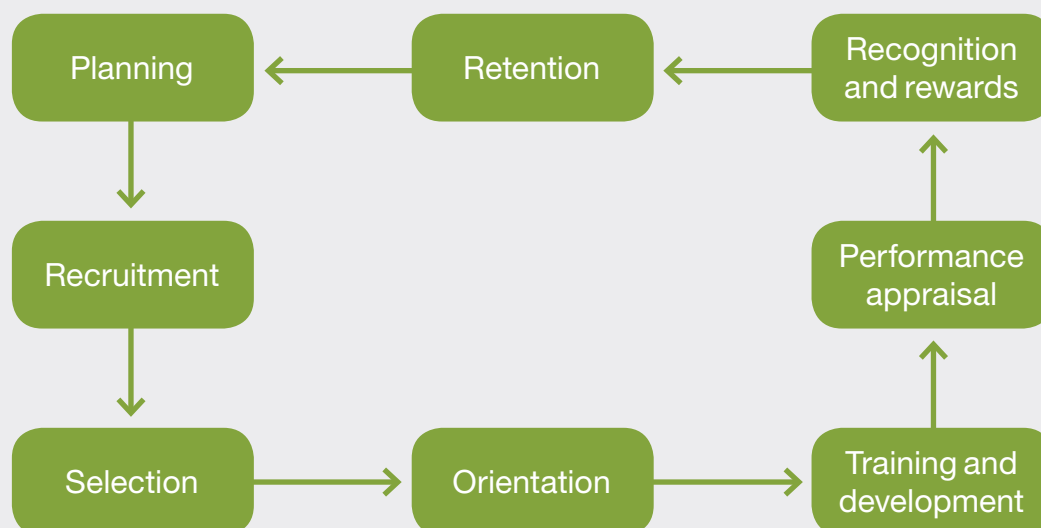 Planning
Retention
Recognition
and rewards
Recruitment
Performance
appraisal
Selection
Orientation
Training and
development